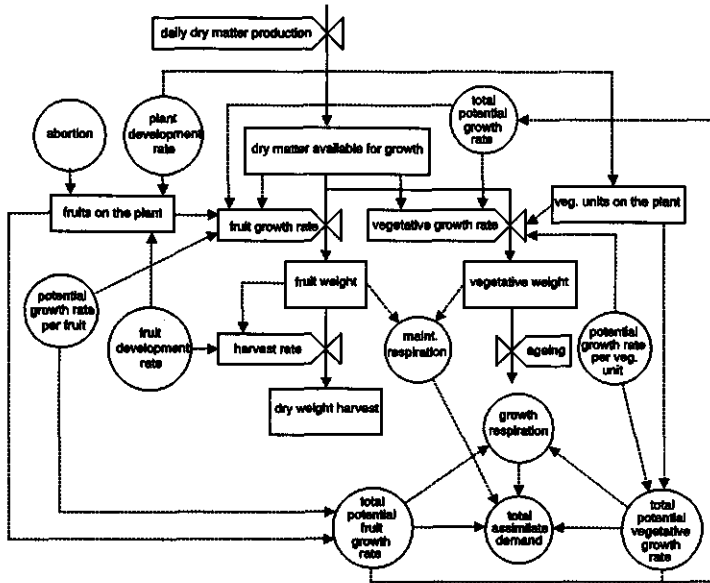 daily dry matter production
abortion
plant
development
rate
total
potential
growth
rate
dry matter available for growth
fruits on the plant
fruit growth rate
vegetative growth rate
veg. units on the plant
potential
growth rate
per fruit
fruit
development
rate
fruit weight
vegetative weight
harvest rate
maint.
respiration
ageing
potential
growth rate
per veg.
unit
dry weight harvest
growth
respiration
total
potential
fruit
growth
rate
total
assimilate
demand
total
potential
vegetative
growth
rate